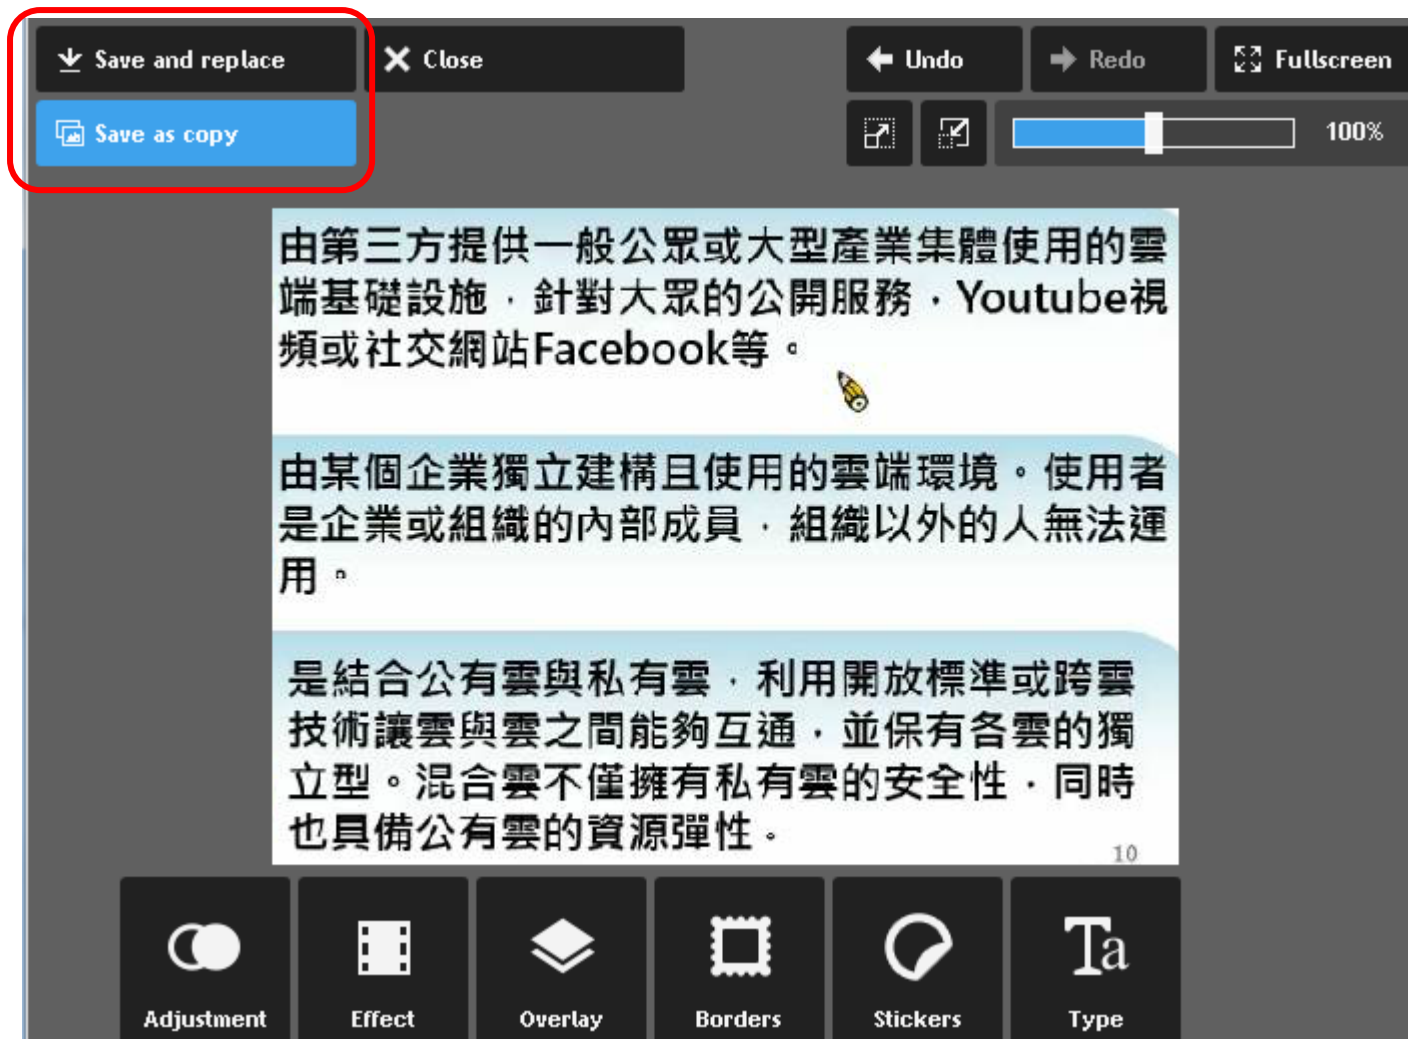 Save and replace
Close
Undo
Redo
Fullscreen
Save as copy
100%
由第三方提供一般公眾或大型產業集體使用的雲
端基礎設施，針對大眾的公開服務，Youtube視
頻或社交網站Facebook等。
由某個企業獨立建構且使用的雲端環境。使用者
是企業或組織的內部成員，組織以外的人無法運
用。
是結合公有雲與私有雲，利用開放標準或跨雲
技術讓雲與雲之間能夠互通，並保有各雲的獨
立型。混合雲不僅擁有私有雲的安全性，同時
也具備公有雲的資源彈性。
10
Adjustment
Effect
Overlay
Borders
Stickers
Ta
Type